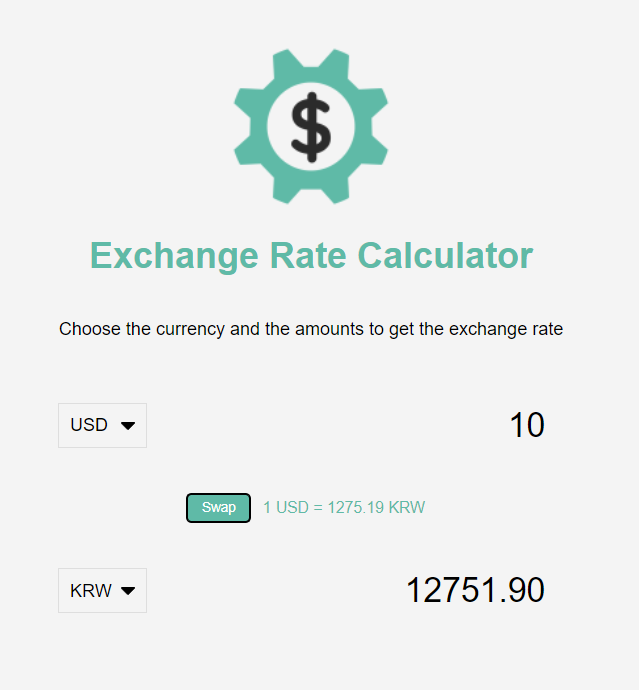 $
Exchange Rate Calculator
Choose the currency and the amounts to get the exchange rate
USD 10
Swap 1 USD = 1275.19 KRW
KRW 12751.90